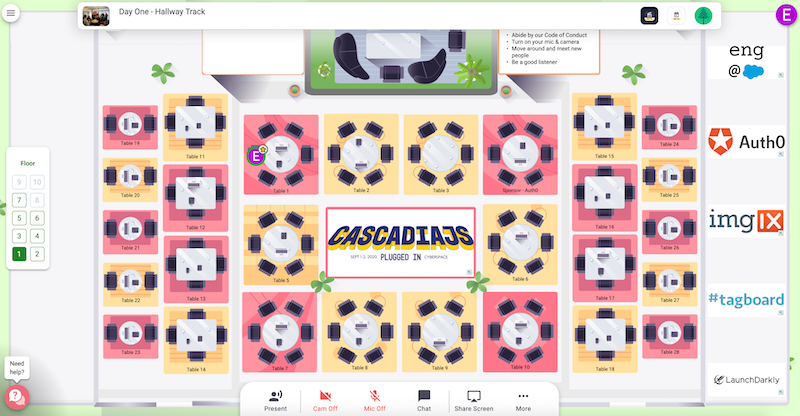 Day One - Hallway Track
E
Abide by our Code of Conduct
Turn on your mic & camera
Move around and meet new
people
Be a good listener
eng
@
Auth0
imgIX
#tagboard
LaunchDarkly
Floor
9 10
7 8
5 6
3 4
1 2
Table 19
Table 11
Table 20
Table 12
Table 21
Table 13
Table 22
Table 14
Table 23
E
Table 1
Table 2
Table 3
Sponsor - Auth0
Table 5
CASCADIAJS
SEPT 1-2, 2020 PLUGGED IN CYBERSPACE
Table 6
Table 7
Table 8
Table 9
Table 10
Table 15
Table 24
Table 25
Table 16
Table 26
Table 17
Table 27
Table 18
Table 28
Need
help?
Present
Cam Off
Mic Off
Chat
Share Screen
More